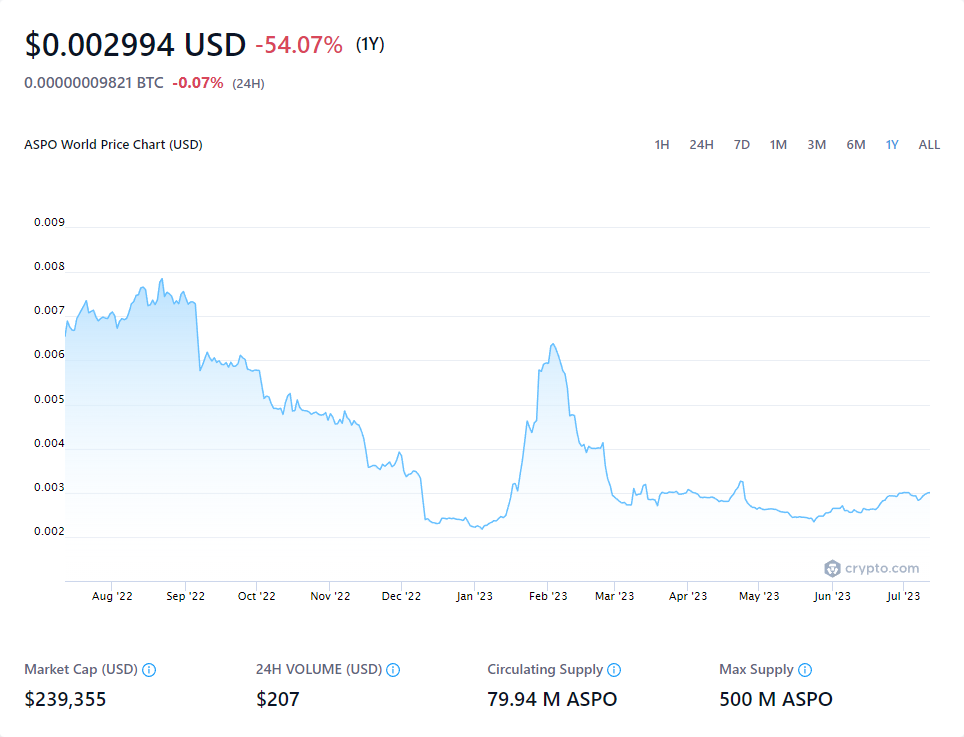 $0.002994 USD -54.07% (1Y)
0.00000009821 BTC -0.07% (24H)
ASPO World Price Chart (USD) 1H 24H 7D 1M 3M 6M 1Y ALL
0.009
0.008
0.007
0.006
0.005
0.004
0.003
0.002
crypto.com
Aug '22 Sep '22 Oct '22 Nov '22 Dec '22 Jan '23 Feb '23 Mar '23 Apr '23 May '23 Jun '23 Jul '23
Market Cap (USD) 24H VOLUME (USD) Circulating Supply Max Supply
$239,355 $207 79.94 M ASPO 500 M ASPO